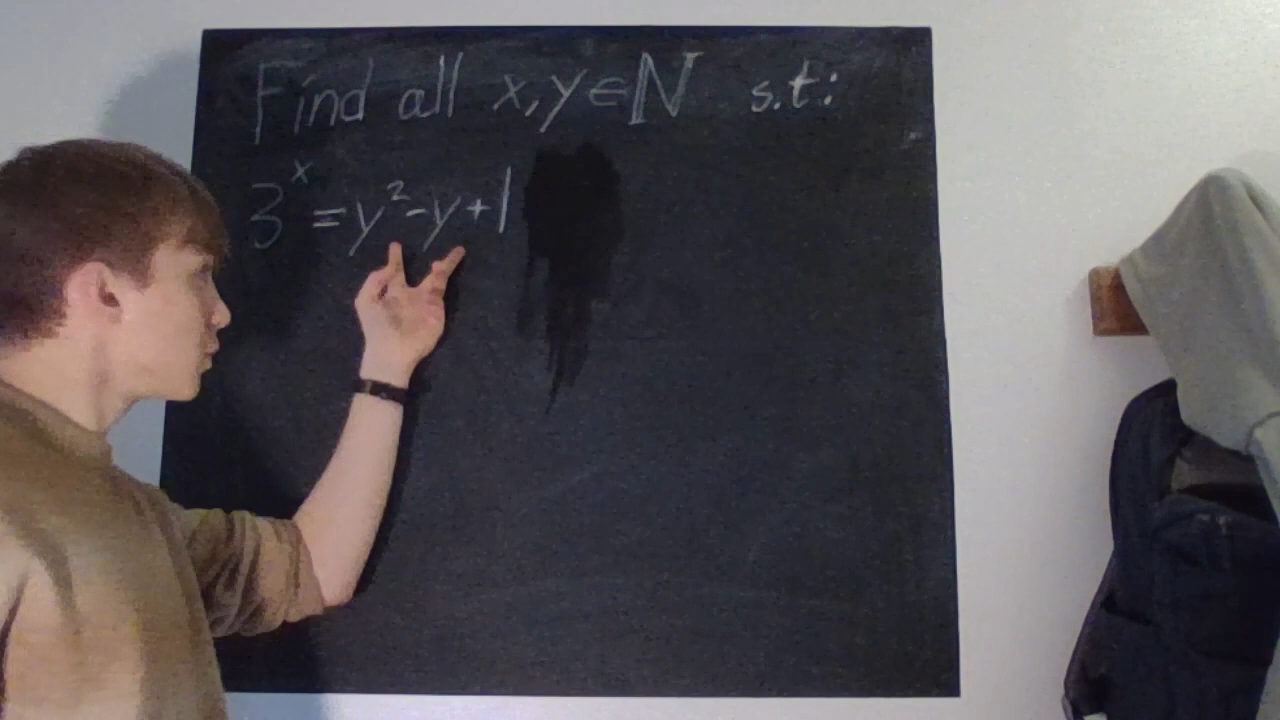 Find all x,y∈ℕ s.t:
3^x = y²-y+1